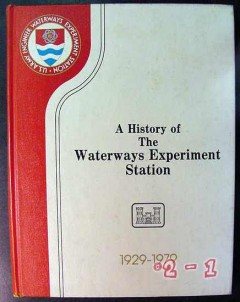 U.S. ARMY ENGINEER WATERWAYS EXPERIMENT STATION
A History of
The
Waterways Experiment
Station
1929-1979
2-1